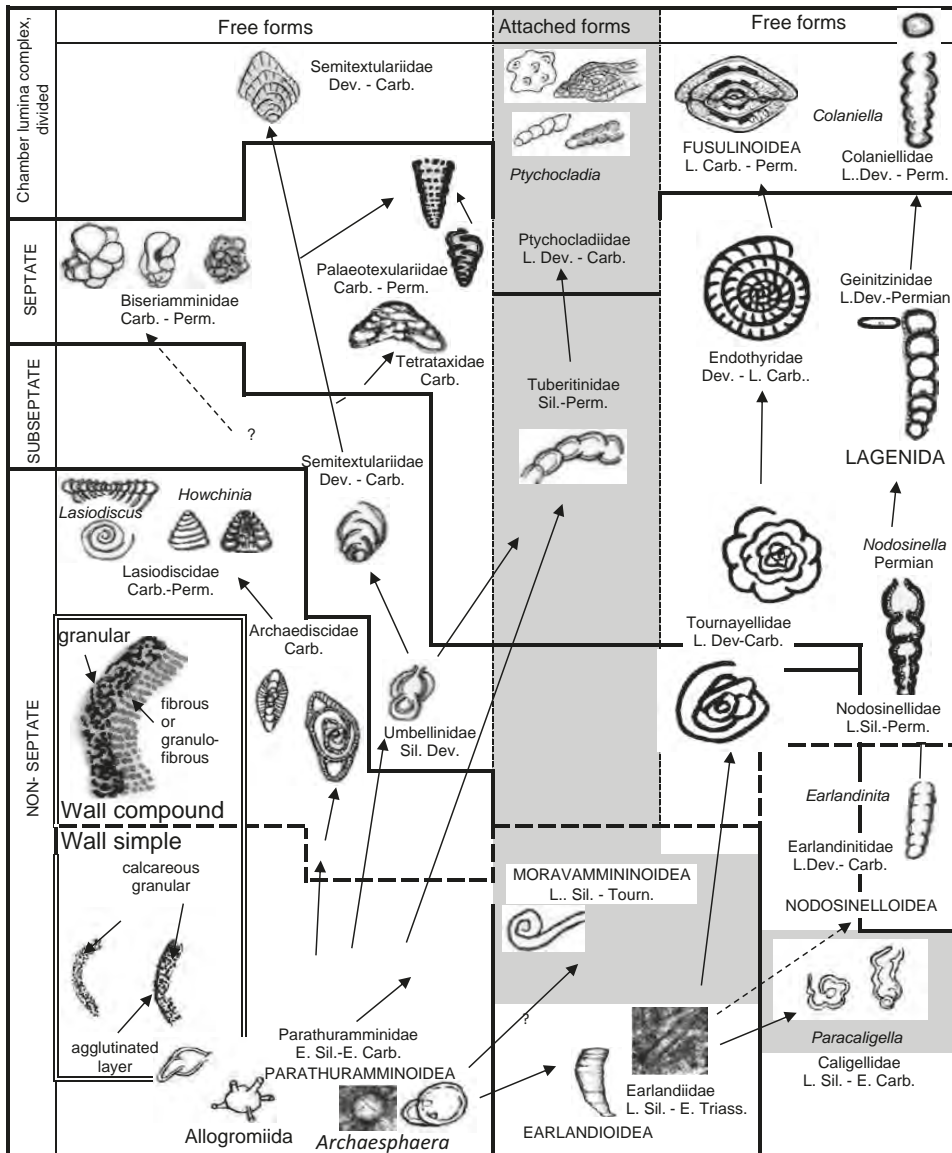 Free forms
Attached forms
Free forms
Chamber lumina complex,
divided
Semitextulariidae
Dev. - Carb.
Ptychocladia
FUSULINOIDEA
L. Carb. - Perm.
Colaniella
Colaniellidae
L..Dev. - Perm.
SEPTATE
Biseriamminidae
Carb. - Perm.
Palaeotexulariidae
Carb. - Perm.
Tetrataxidae
Carb.
Ptychocladiidae
L. Dev. - Carb.
Endothyridae
Dev. - L. Carb..
Geinitzinidae
L.Dev.-Permian
LAGENIDA
SUBSEPTATE
?
Semitextulariidae
Dev. - Carb.
Tuberitinidae
Sil.-Perm.
NON- SEPTATE
Lasiodiscus
Howchinia
Lasiodiscidae
Carb.-Perm.
Archaediscidae
Carb.
Umbellinidae
Sil. Dev.
Tournayellidae
L. Dev-Carb.
Nodosinella
Permian
Nodosinellidae
L.Sil.-Perm.
granular
fibrous
or
granulo-
fibrous
Wall compound
Wall simple
calcareous
granular
agglutinated
layer
Earlandinita
Earlandinitidae
L.Dev.- Carb.
NODOSINELLOIDEA
MORAVAMMININOIDEA
L.. Sil. - Tourn.
?
Parathuramminidae
E. Sil.-E. Carb.
PARATHURAMMINOIDEA
Allogromiida
Archaesphaera
Earlandiidae
L. Sil. - E. Triass.
EARLANDIOIDEA
Paracaligella
Caligellidae
L. Sil. - E. Carb.